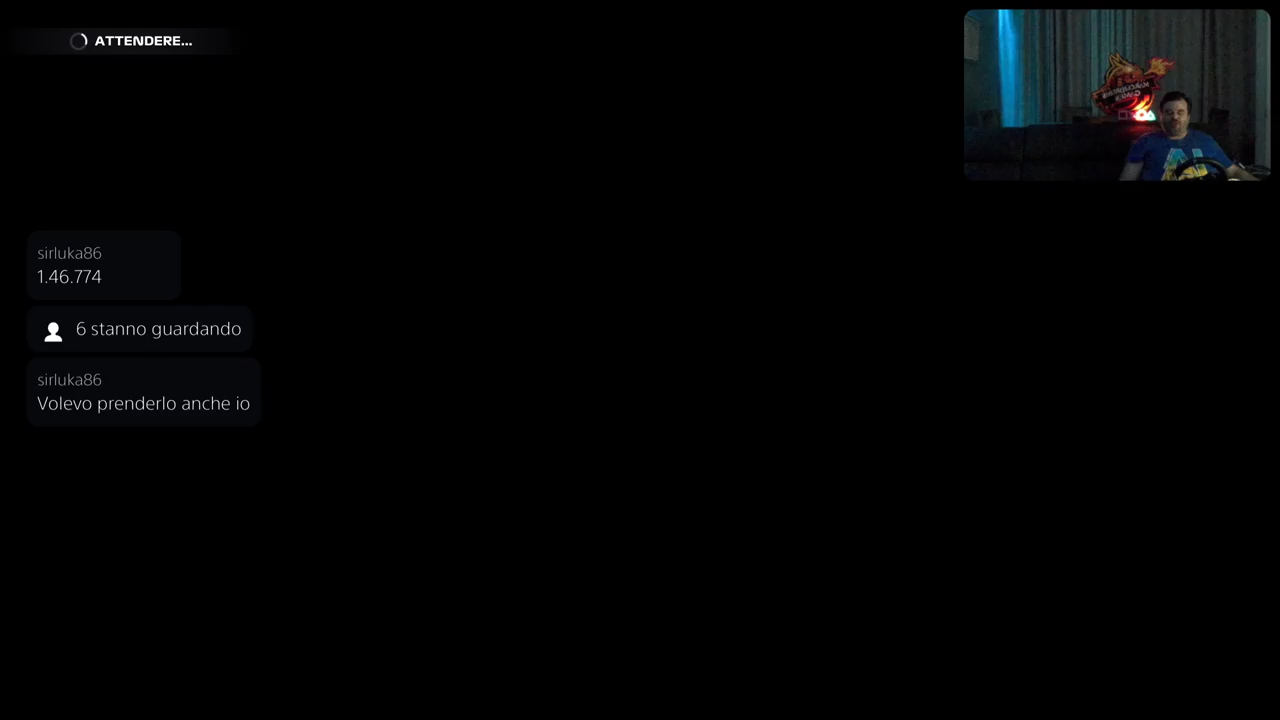 ATTENDERE...
sirluka86
1.46.774
6 stanno guardando
sirluka86
Volevo prenderlo anche io